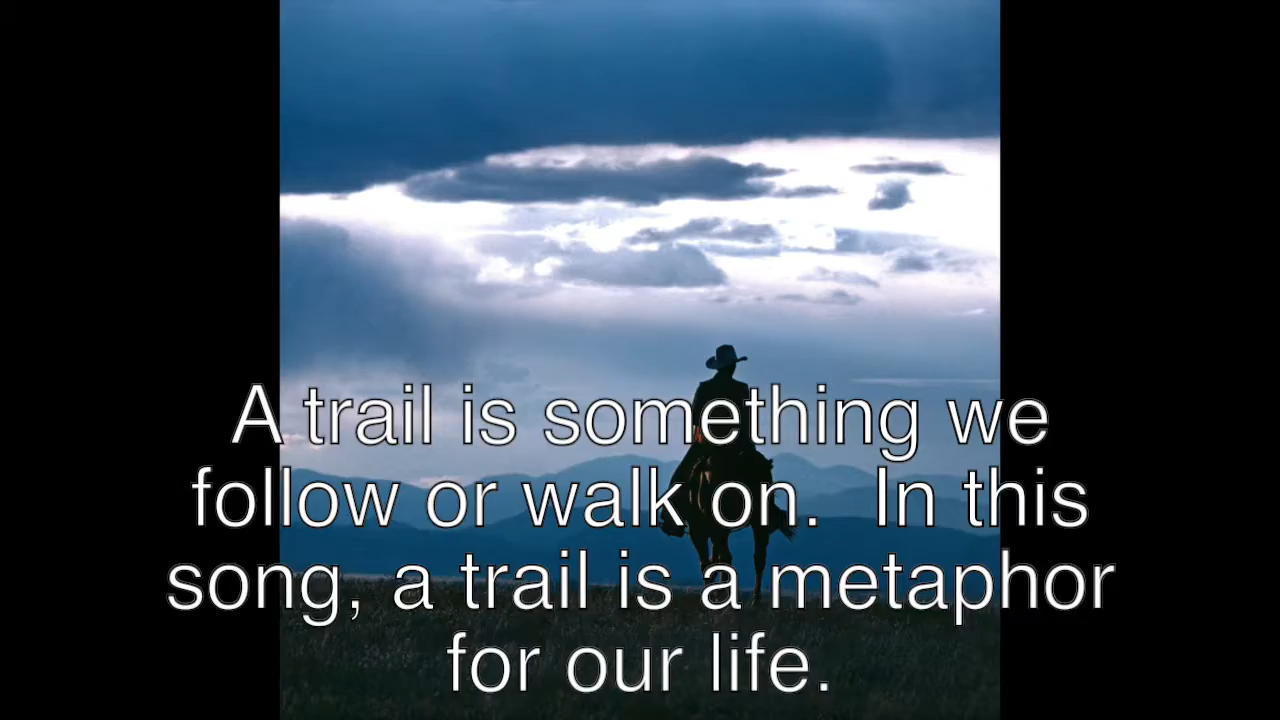 A trail is something we
follow or walk on.  In this
song, a trail is a metaphor
for our life.